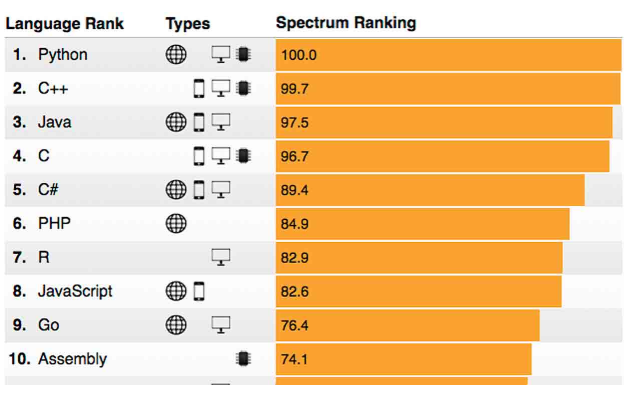 Language Rank Types Spectrum Ranking
1. Python 100.0
2. C++ 99.7
3. Java 97.5
4. C 96.7
5. C# 89.4
6. PHP 84.9
7. R 82.9
8. JavaScript 82.6
9. Go 76.4
10. Assembly 74.1